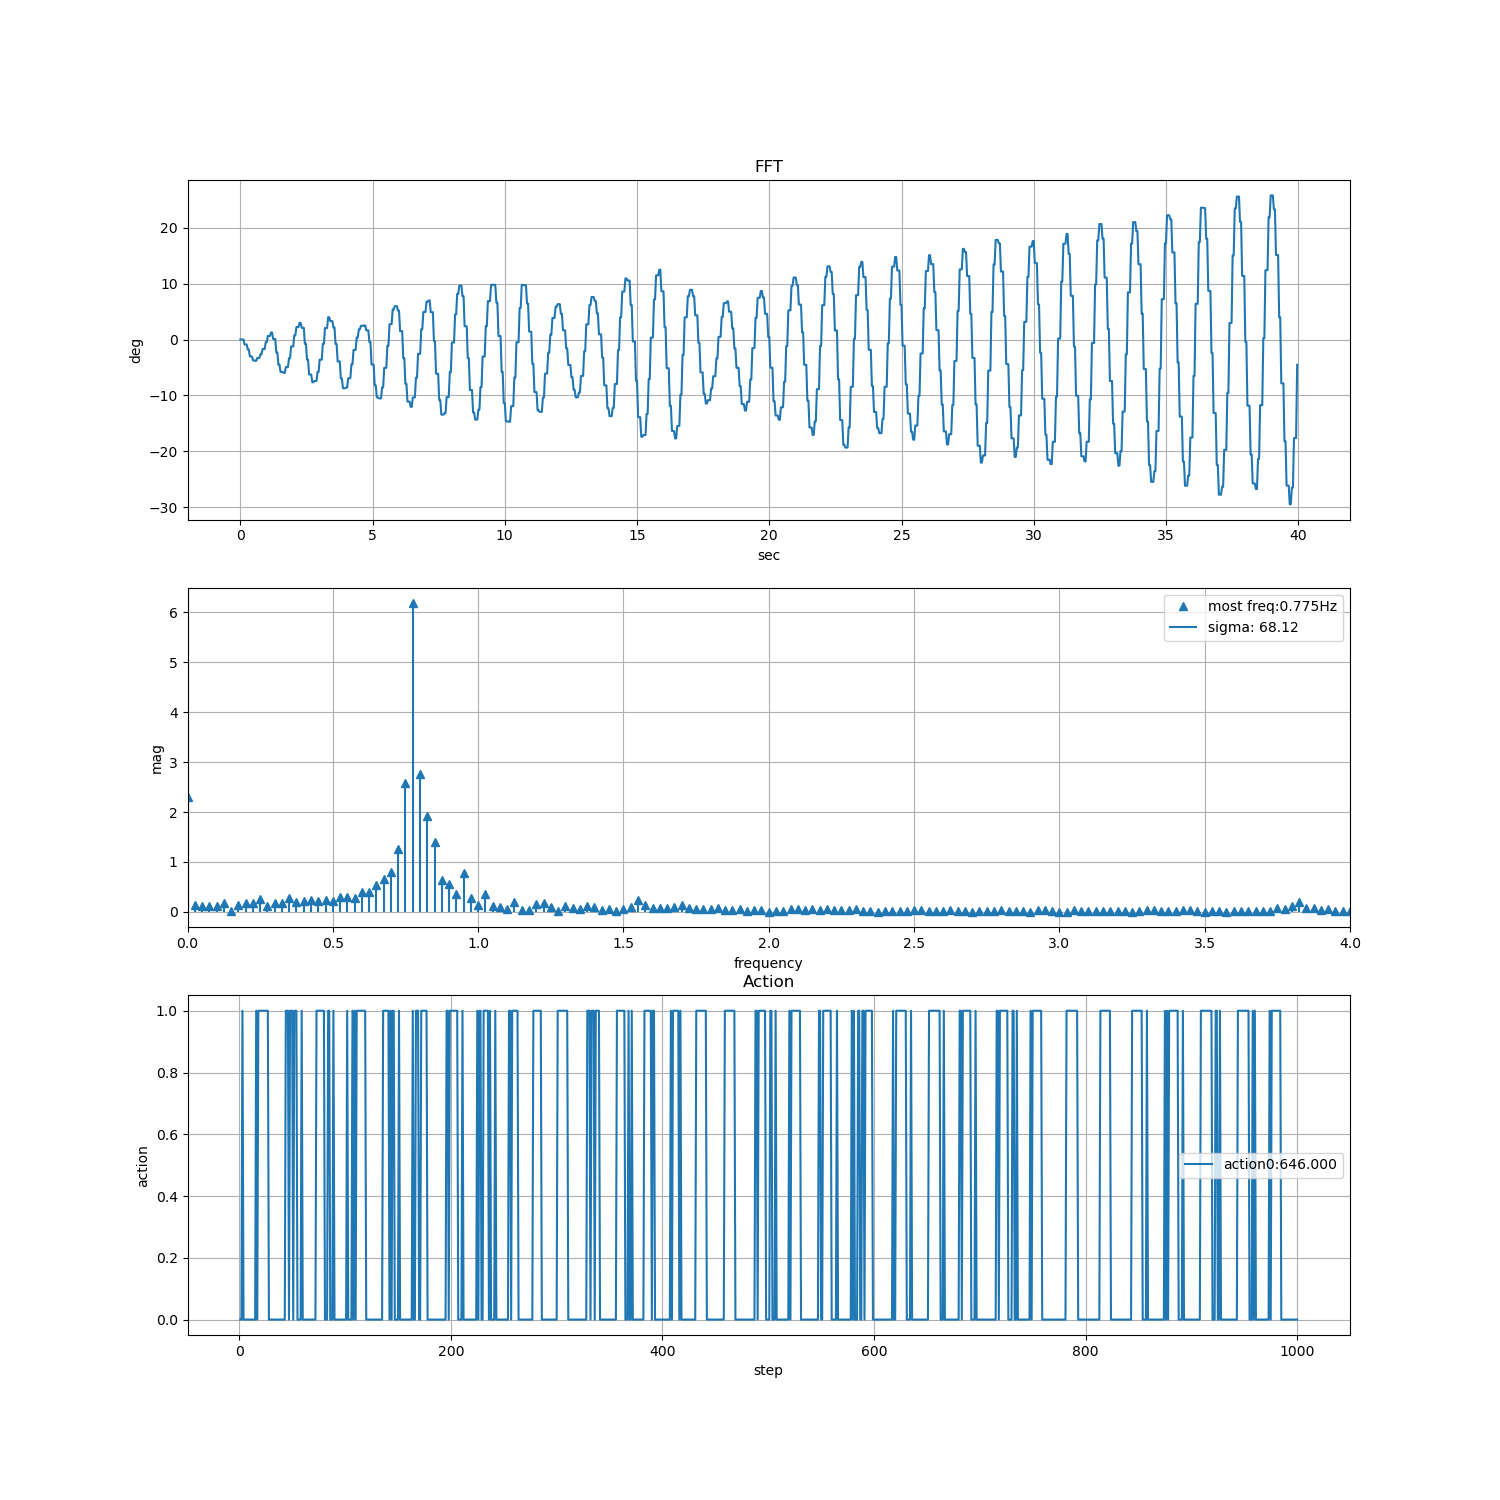 FFT
20
10
0
−10
−20
−30
deg
0 5 10 15 20 25 30 35 40
sec
most freq:0.775Hz
sigma: 68.12
6
5
4
3
2
1
0
mag
0.0 0.5 1.0 1.5 2.0 2.5 3.0 3.5 4.0
frequency
Action
1.0
0.8
0.6
0.4
0.2
0.0
action
action0:646.000
0 200 400 600 800 1000
step